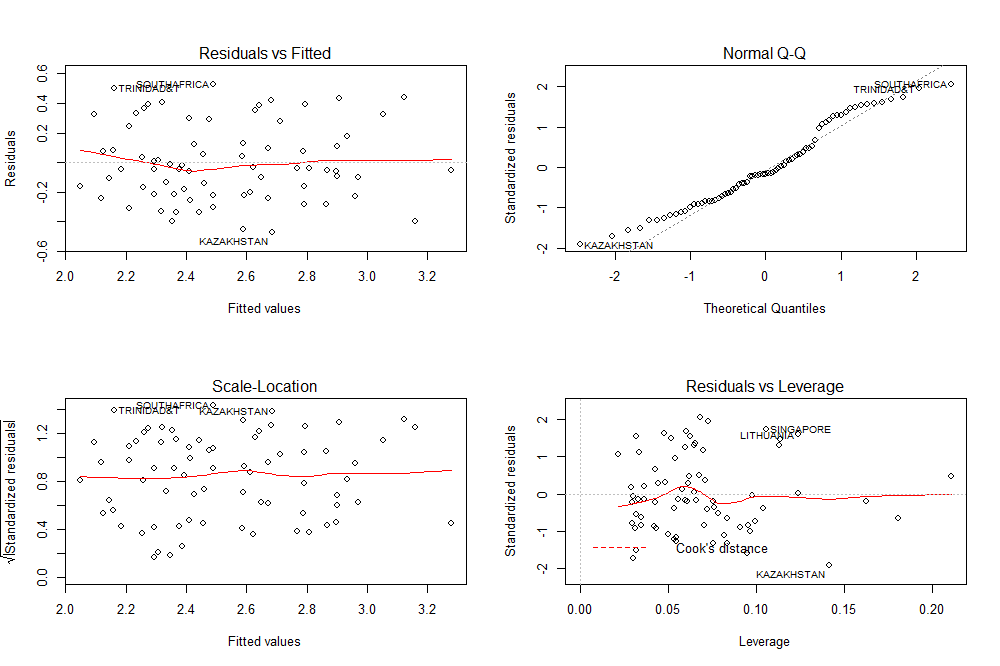 Residuals vs Fitted
Residuals
0.6
0.4
0.2
-0.2
-0.6
SOUTHAFRICA
TRINIDAD&T
KAZAKHSTAN
2.0 2.2 2.4 2.6 2.8 3.0 3.2
Fitted values
Normal Q-Q
Standardized residuals
2
1
0
-1
-2
SOUTHAFRICA
TRINIDAD&T
KAZAKHSTAN
-2 -1 0 1 2
Theoretical Quantiles
Scale-Location
√|Standardized residuals|
1.2
0.8
0.4
0.0
SOUTHAFRICA
TRINIDAD&T
KAZAKHSTAN
2.0 2.2 2.4 2.6 2.8 3.0 3.2
Fitted values
Residuals vs Leverage
Standardized residuals
2
1
0
-1
-2
SINGAPORE
LITHUANIA
Cook's distance
KAZAKHSTAN
0.00 0.05 0.10 0.15 0.20
Leverage